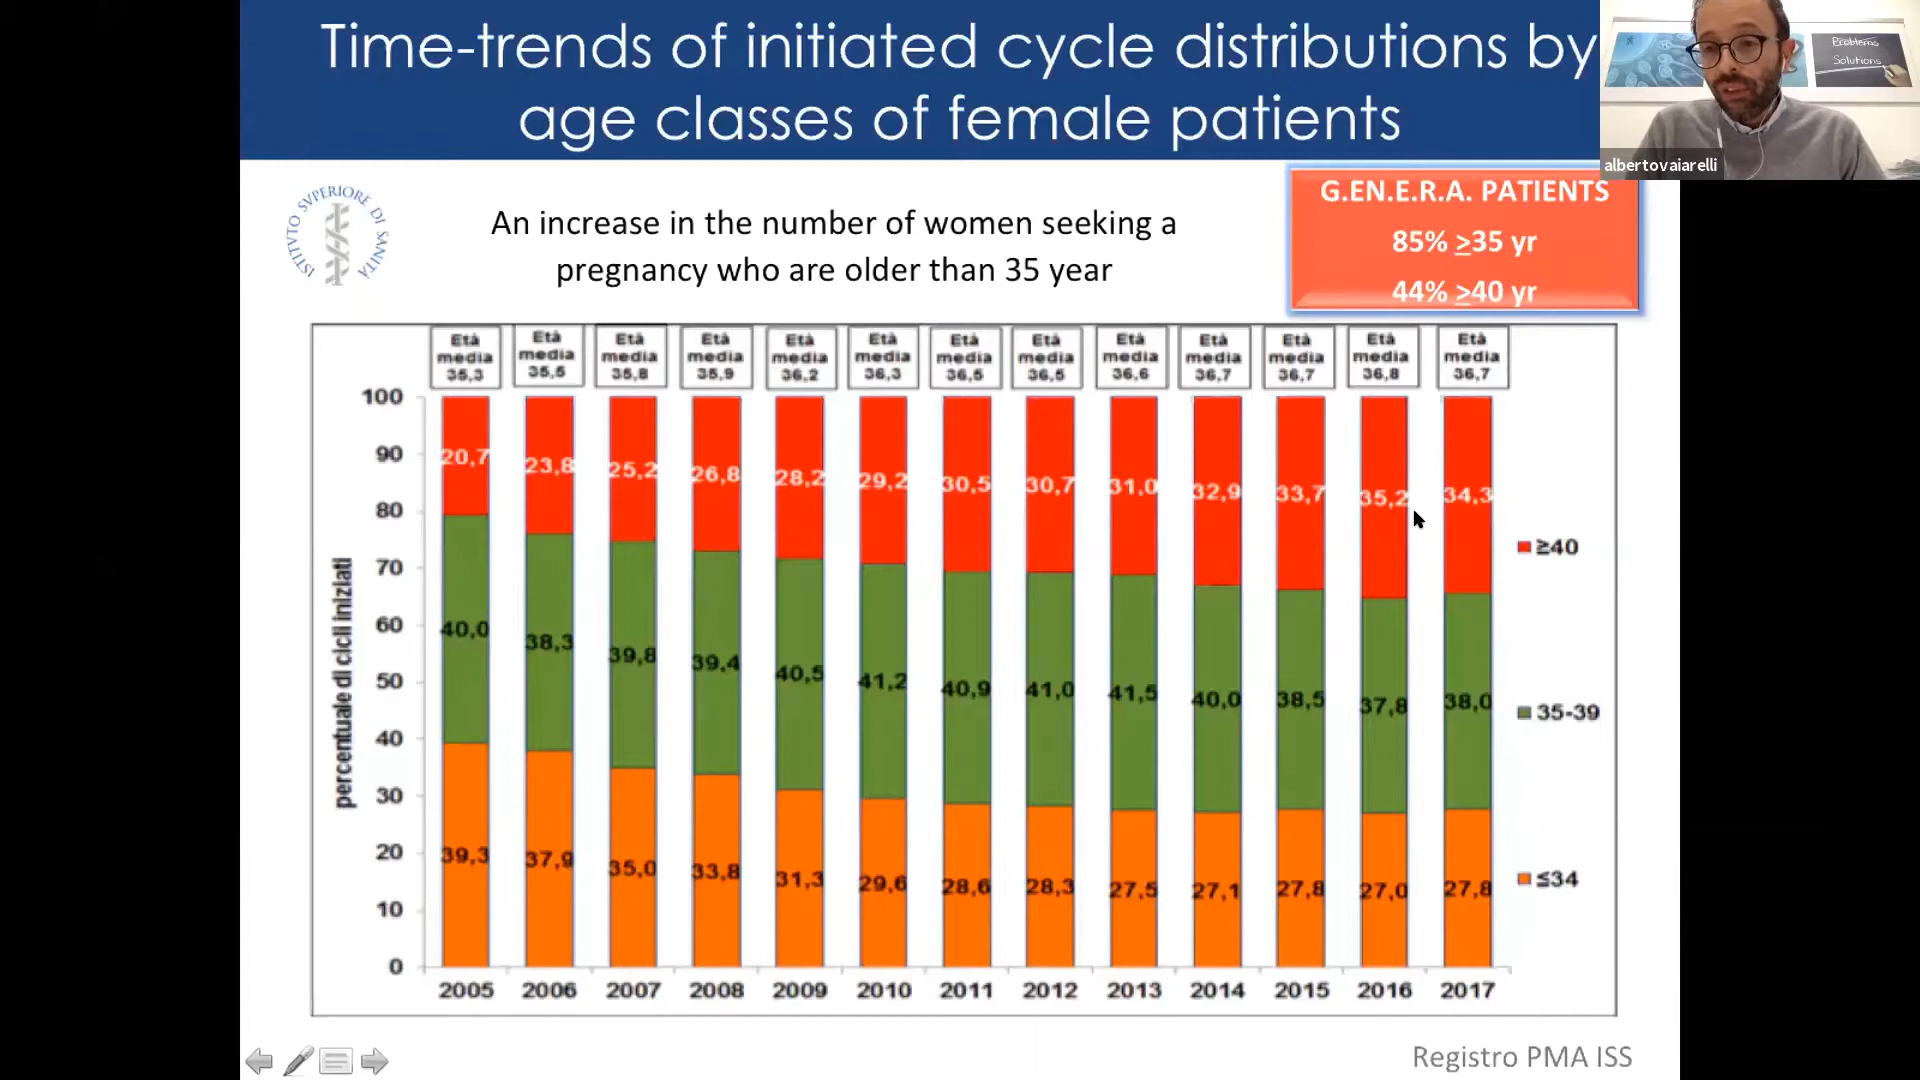 Time-trends of initiated cycle distributions by
age classes of female patients
Problems
Solutions
albertovaiarelli
ISTITVTO SVPERIORE DI SANITÀ
An increase in the number of women seeking a
pregnancy who are older than 35 year
G.EN.E.R.A. PATIENTS
85% ≥35 yr
44% ≥40 yr
Età media 35,3
Età media 35,5
Età media 35,8
Età media 35,9
Età media 36,2
Età media 36,3
Età media 36,5
Età media 36,5
Età media 36,6
Età media 36,7
Età media 36,7
Età media 36,8
Età media 36,7
percentuale di cicli iniziati
100
90
80
70
60
50
40
30
20
10
0
20,7 23,8 25,2 26,8 28,2 29,2 30,5 30,7 31,0 32,9 33,7 35,2 34,3
40,0 38,3 39,8 39,4 40,5 41,2 40,9 41,0 41,5 40,0 38,5 37,8 38,0
39,3 37,9 35,0 33,8 31,3 29,6 28,6 28,3 27,5 27,1 27,8 27,0 27,8
≥40
35-39
≤34
2005 2006 2007 2008 2009 2010 2011 2012 2013 2014 2015 2016 2017
Registro PMA ISS